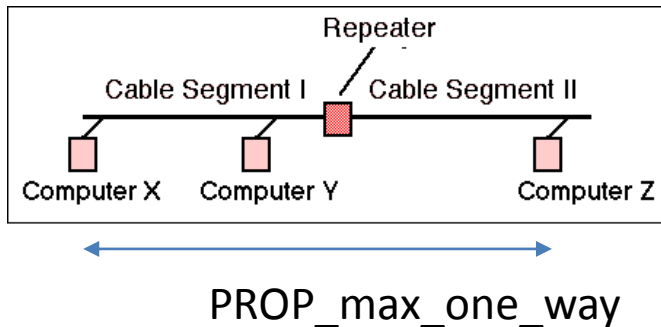 Repeater
Cable Segment I Cable Segment II
Computer X Computer Y Computer Z
PROP_max_one_way